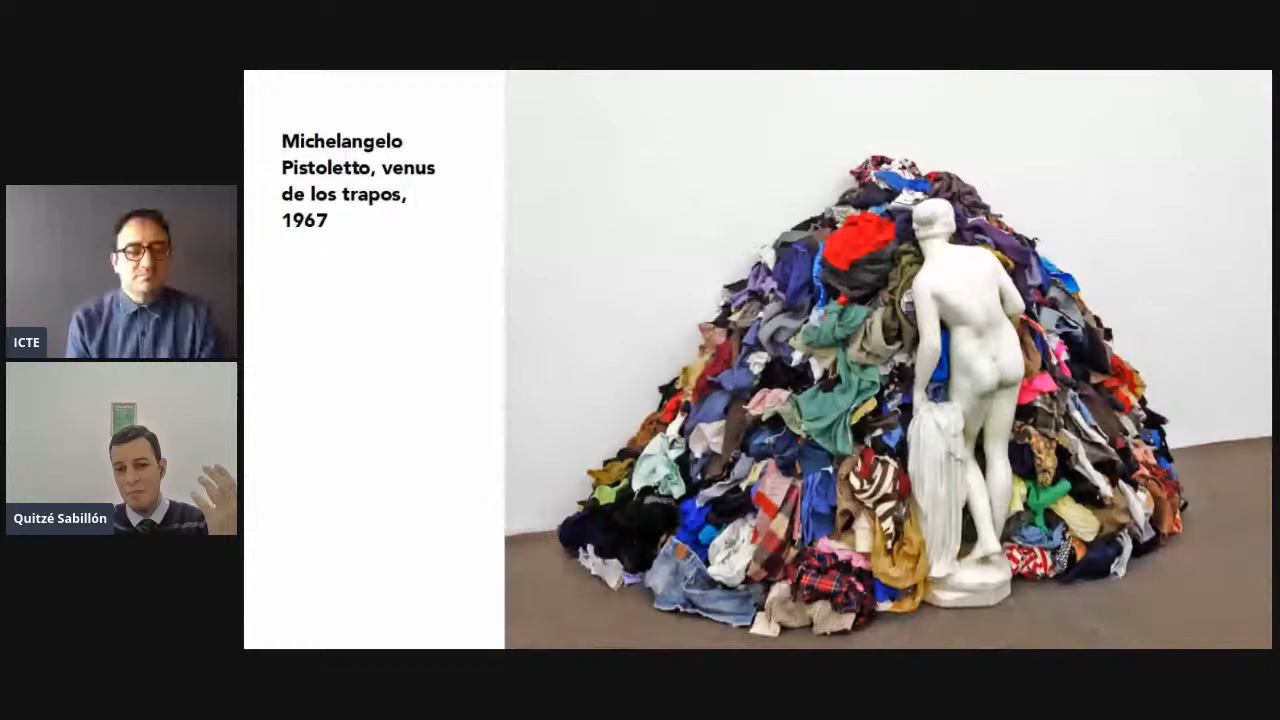 Michelangelo
Pistoletto, venus
de los trapos,
1967
ICTE
Quitzé Sabillón